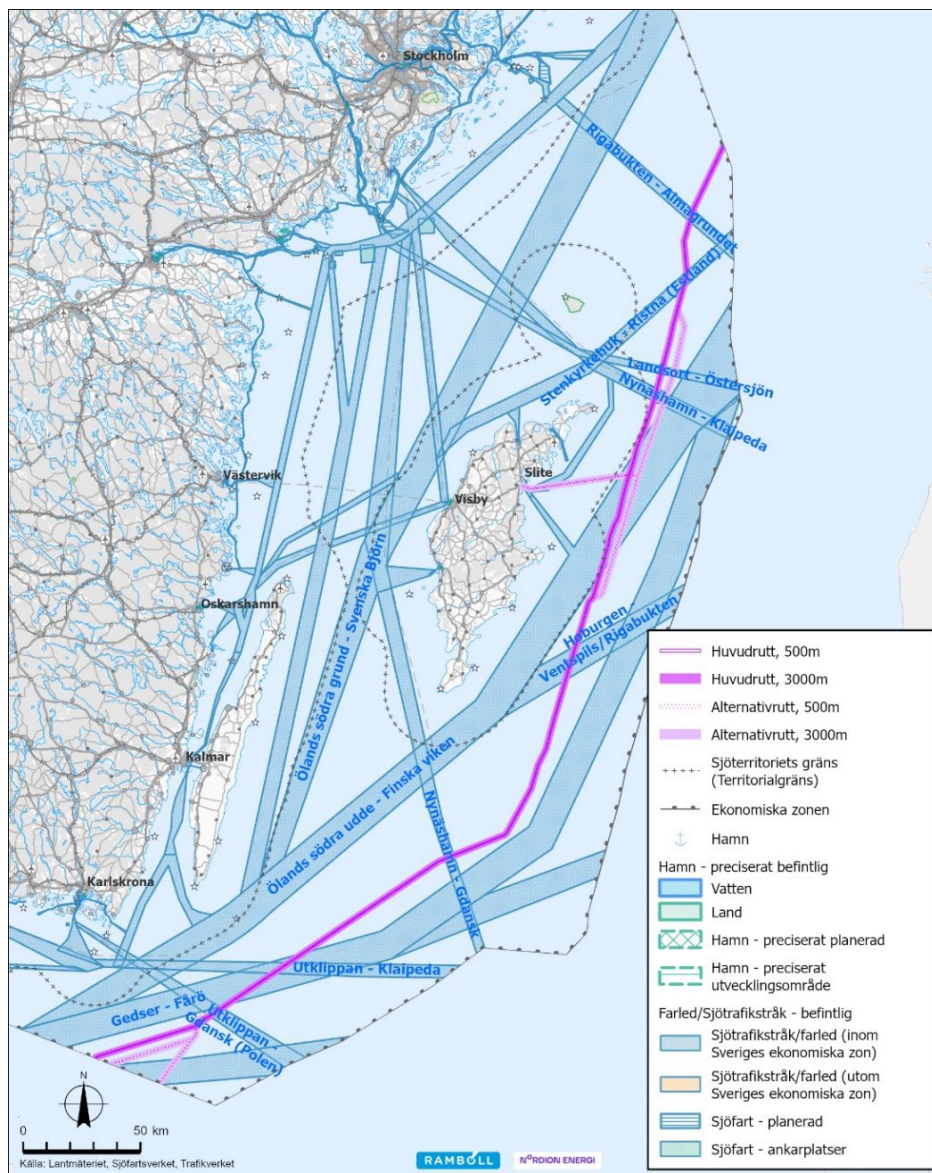 Stockholm
Rigabukten - Almagrundet
Stenkyrkehuk - Ristna (Estland)
Landsort - Östersjön
Nynäshamn - Klaipeda
Västervik
Slite
Visby
Ölands södra grund - Svenska Björn
Oskarshamn
Hoburgen
Ventspils/Rigabukten
Kalmar
Ölands södra udde - Finska viken
Nynäshamn - Gdansk
Karlskrona
Utklippan - Klaipeda
Gedser - Fårö
Utklippan -
Gdansk (Polen)
Huvudrutt, 500m
Huvudrutt, 3000m
Alternativrutt, 500m
Alternativrutt, 3000m
Sjöterritoriets gräns
(Territorialgräns)
Ekonomiska zonen
Hamn
Hamn - preciserat befintlig
Vatten
Land
Hamn - preciserat planerad
Hamn - preciserat
utvecklingsområde
Farled/Sjötrafikstråk - befintlig
Sjötrafikstråk/farled (inom
Sveriges ekonomiska zon)
Sjötrafikstråk/farled (utom
Sveriges ekonomiska zon)
Sjöfart - planerad
Sjöfart - ankarplatser
N
0 50 km
Källa: Lantmäteriet, Sjöfartsverket, Trafikverket
RAMBOLL
NORDION ENERGI